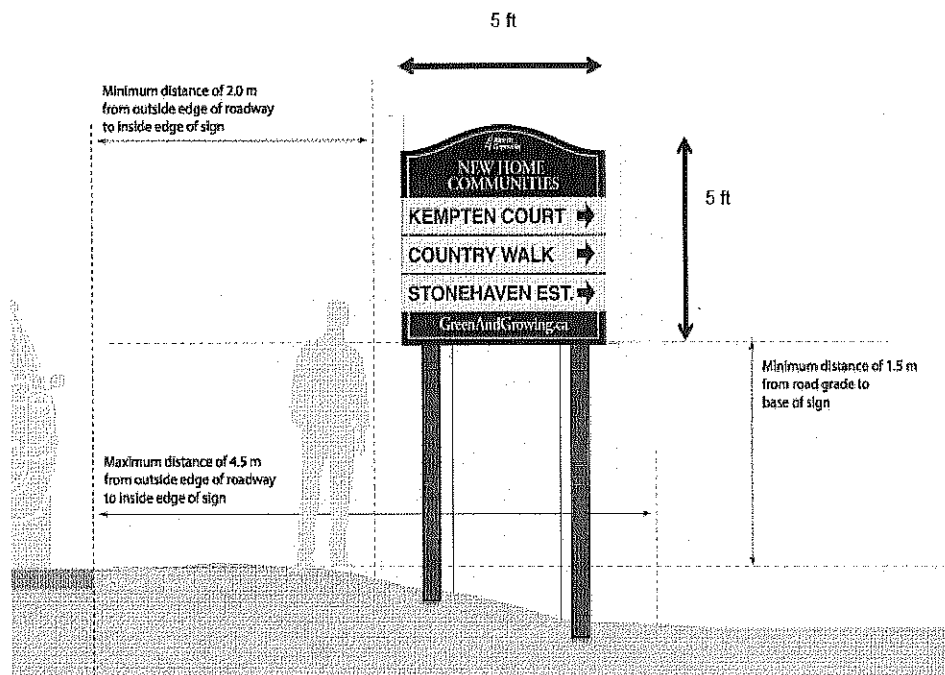 5 ft
Minimum distance of 2.0 m
from outside edge of roadway
to inside edge of sign
NEW HOME
COMMUNITIES
KEMPTEN COURT
COUNTRY WALK
STONEHAVEN EST.
GreenAndGrowing.ca
5 ft
Minimum distance of 1.5 m
from road grade to
base of sign
Maximum distance of 4.5 m
from outside edge of roadway
to inside edge of sign